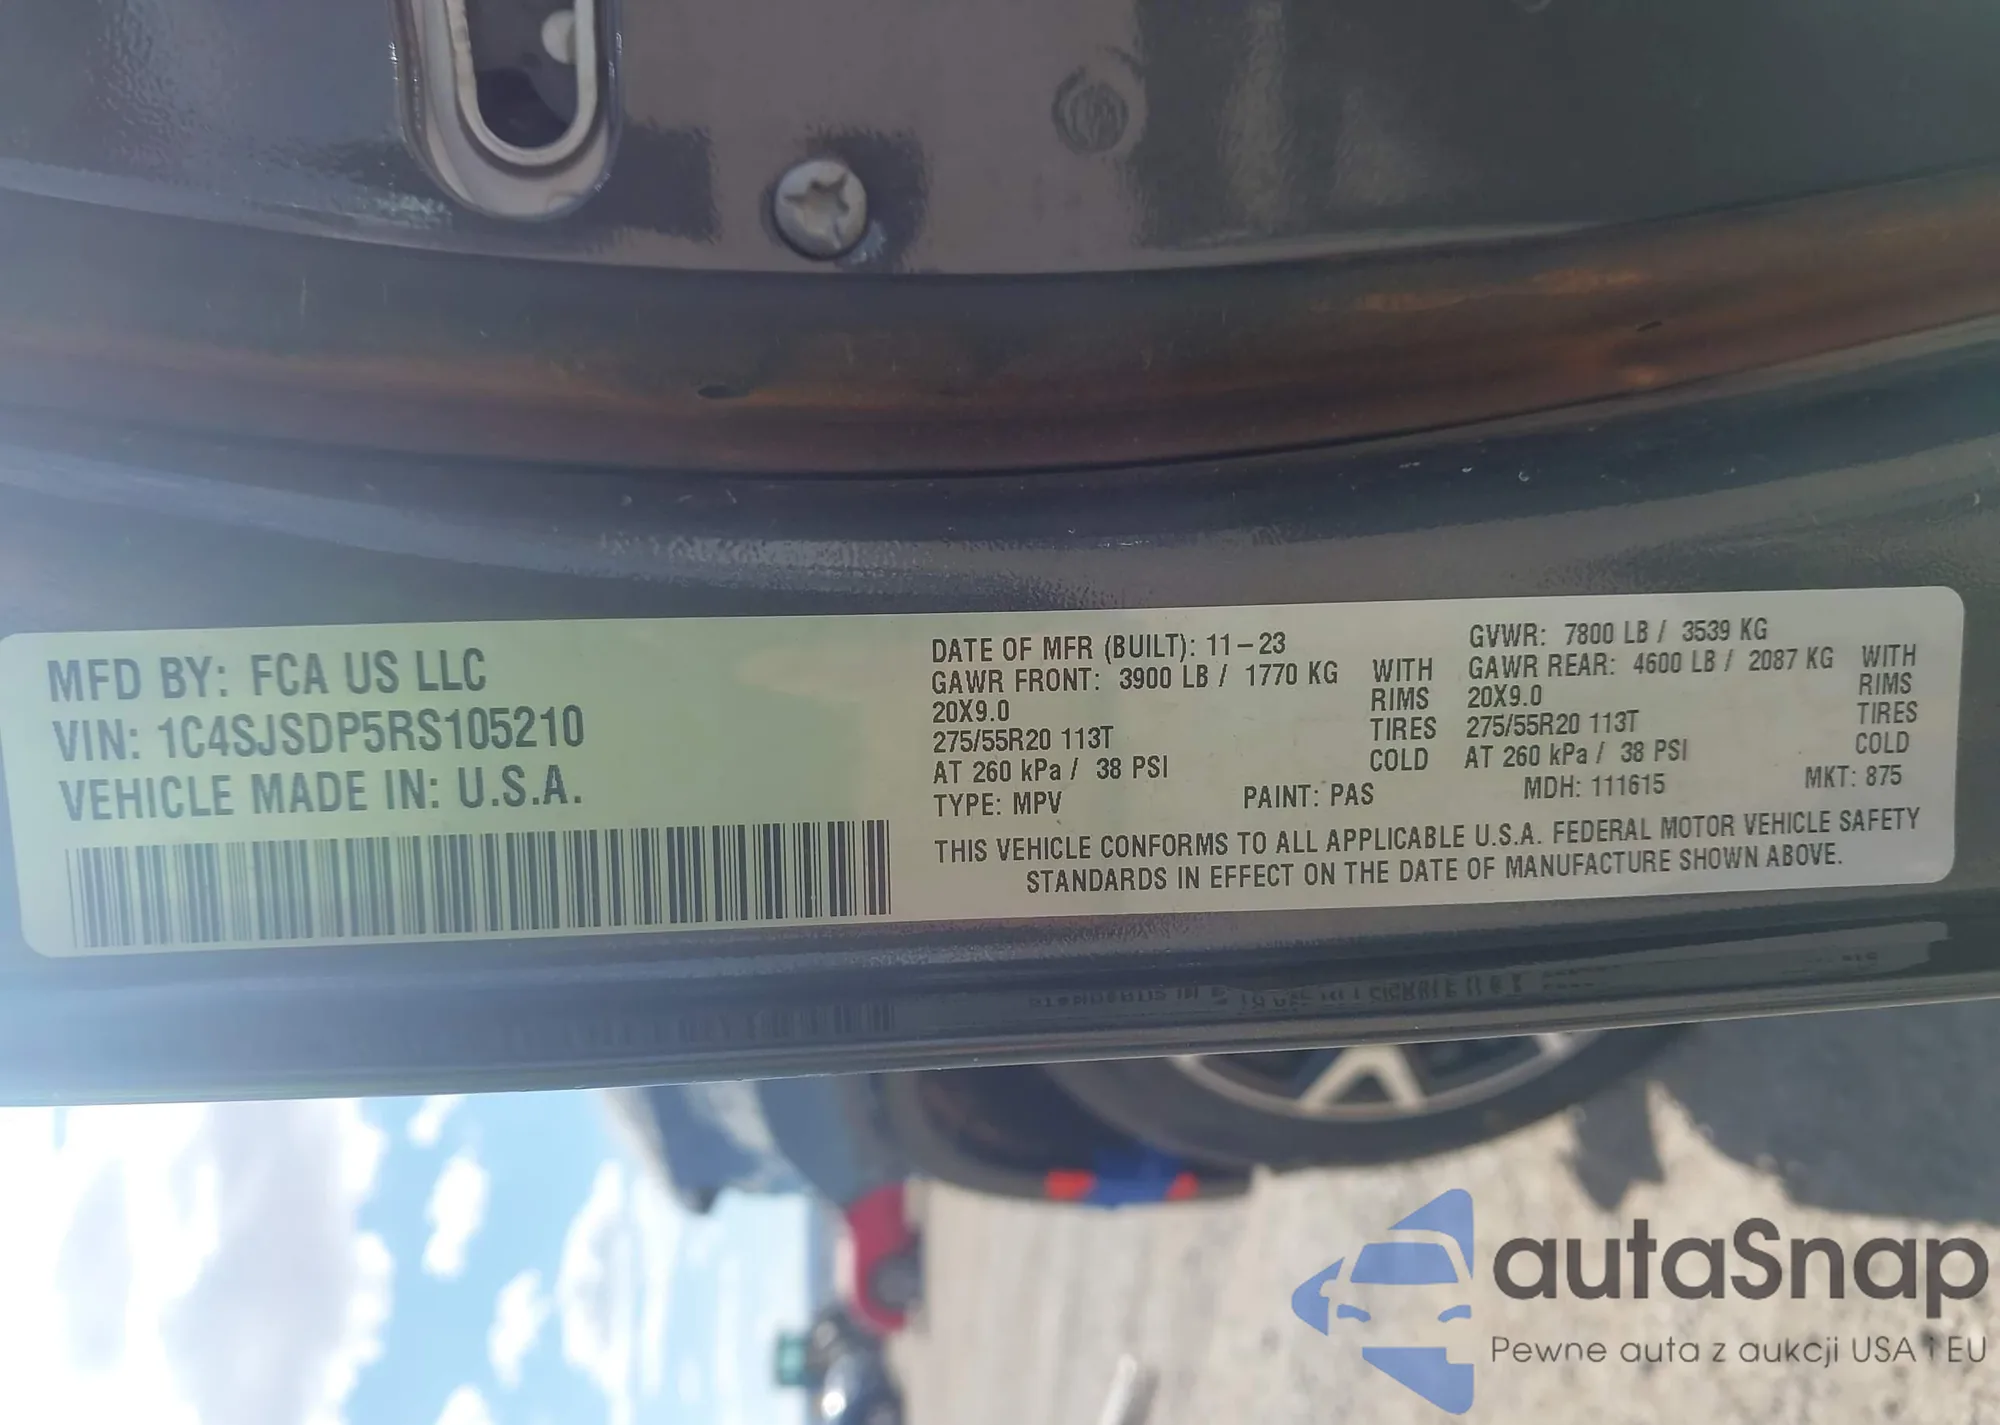 MFD BY: FCA US LLC
VIN: 1C4SJSDP5RS105210
VEHICLE MADE IN: U.S.A.
DATE OF MFR (BUILT): 11-23 GVWR: 7800 LB / 3539 KG
GAWR FRONT: 3900 LB / 1770 KG WITH GAWR REAR: 4600 LB / 2087 KG WITH
20X9.0 RIMS 20X9.0 RIMS
275/55R20 113T TIRES 275/55R20 113T TIRES
AT 260 kPa / 38 PSI COLD AT 260 kPa / 38 PSI COLD
TYPE: MPV PAINT: PAS MDH: 111615 MKT: 875
THIS VEHICLE CONFORMS TO ALL APPLICABLE U.S.A. FEDERAL MOTOR VEHICLE SAFETY
STANDARDS IN EFFECT ON THE DATE OF MANUFACTURE SHOWN ABOVE.
autaSnap
Pewne auta z aukcji USA i EU